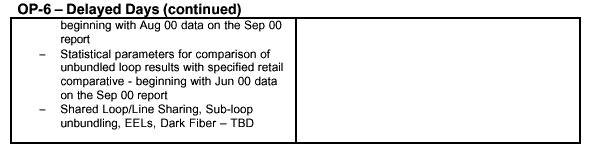 OP-6 – Delayed Days (continued)
beginning with Aug 00 data on the Sep 00
report
– Statistical parameters for comparison of
unbundled loop results with specified retail
comparative - beginning with Jun 00 data
on the Sep 00 report
– Shared Loop/Line Sharing, Sub-loop
unbundling, EELs, Dark Fiber – TBD